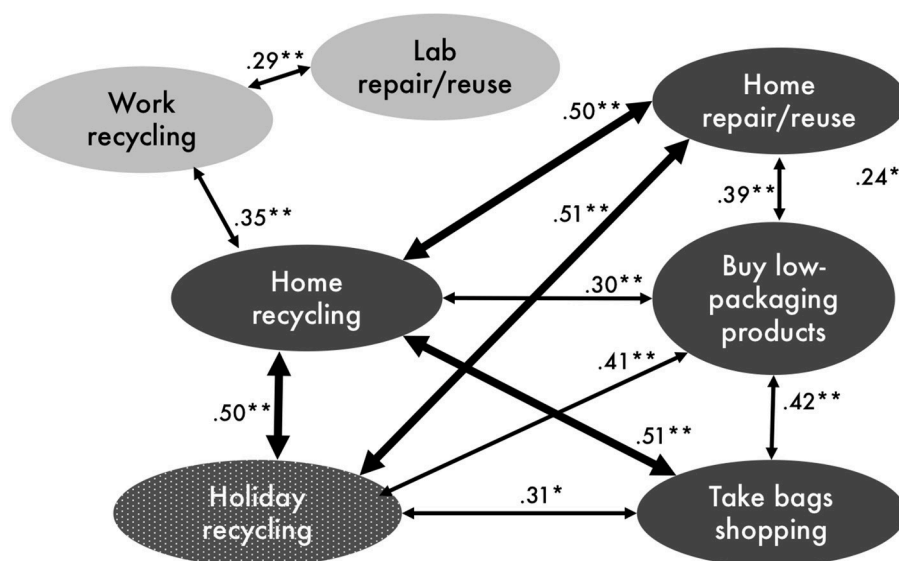 .29**
Lab
repair/reuse
Work
recycling
Home
repair/reuse
.50**
.24*
.39**
.35**
.51**
Home
recycling
.30**
Buy low-
packaging
products
.41**
.50**
.42**
.51**
Holiday
recycling
.31*
Take bags
shopping